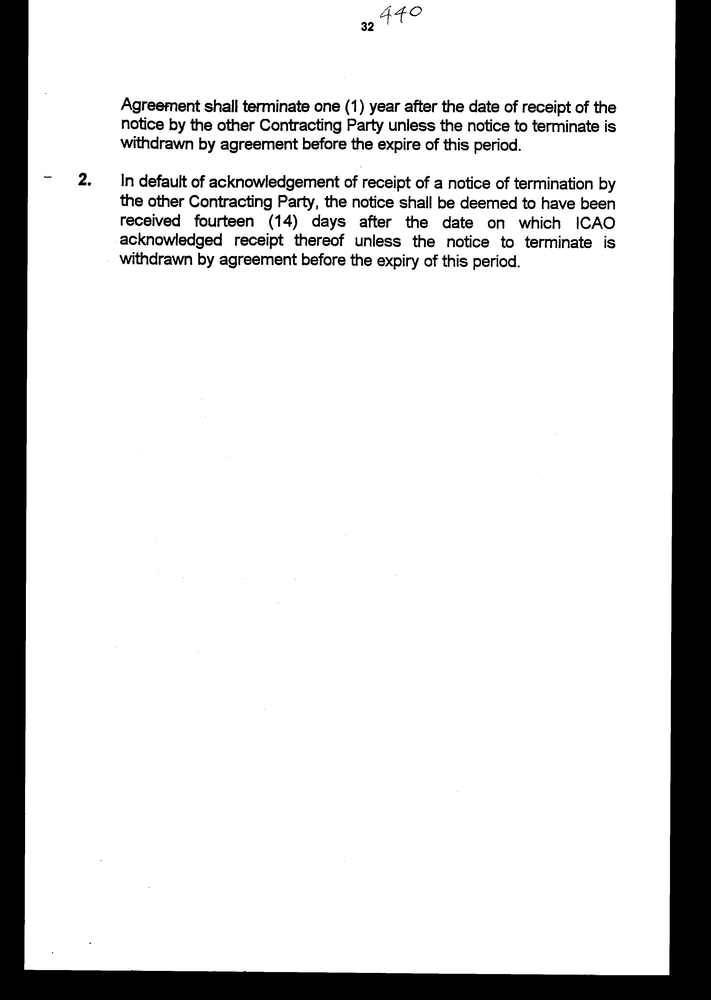 440
32
Agreement shall terminate one (1) year after the date of receipt of the
notice by the other Contracting Party unless the notice to terminate is
withdrawn by agreement before the expire of this period.
2. In default of acknowledgement of receipt of a notice of termination by
the other Contracting Party, the notice shall be deemed to have been
received fourteen (14) days after the date on which ICAO
acknowledged receipt thereof unless the notice to terminate is
withdrawn by agreement before the expiry of this period.